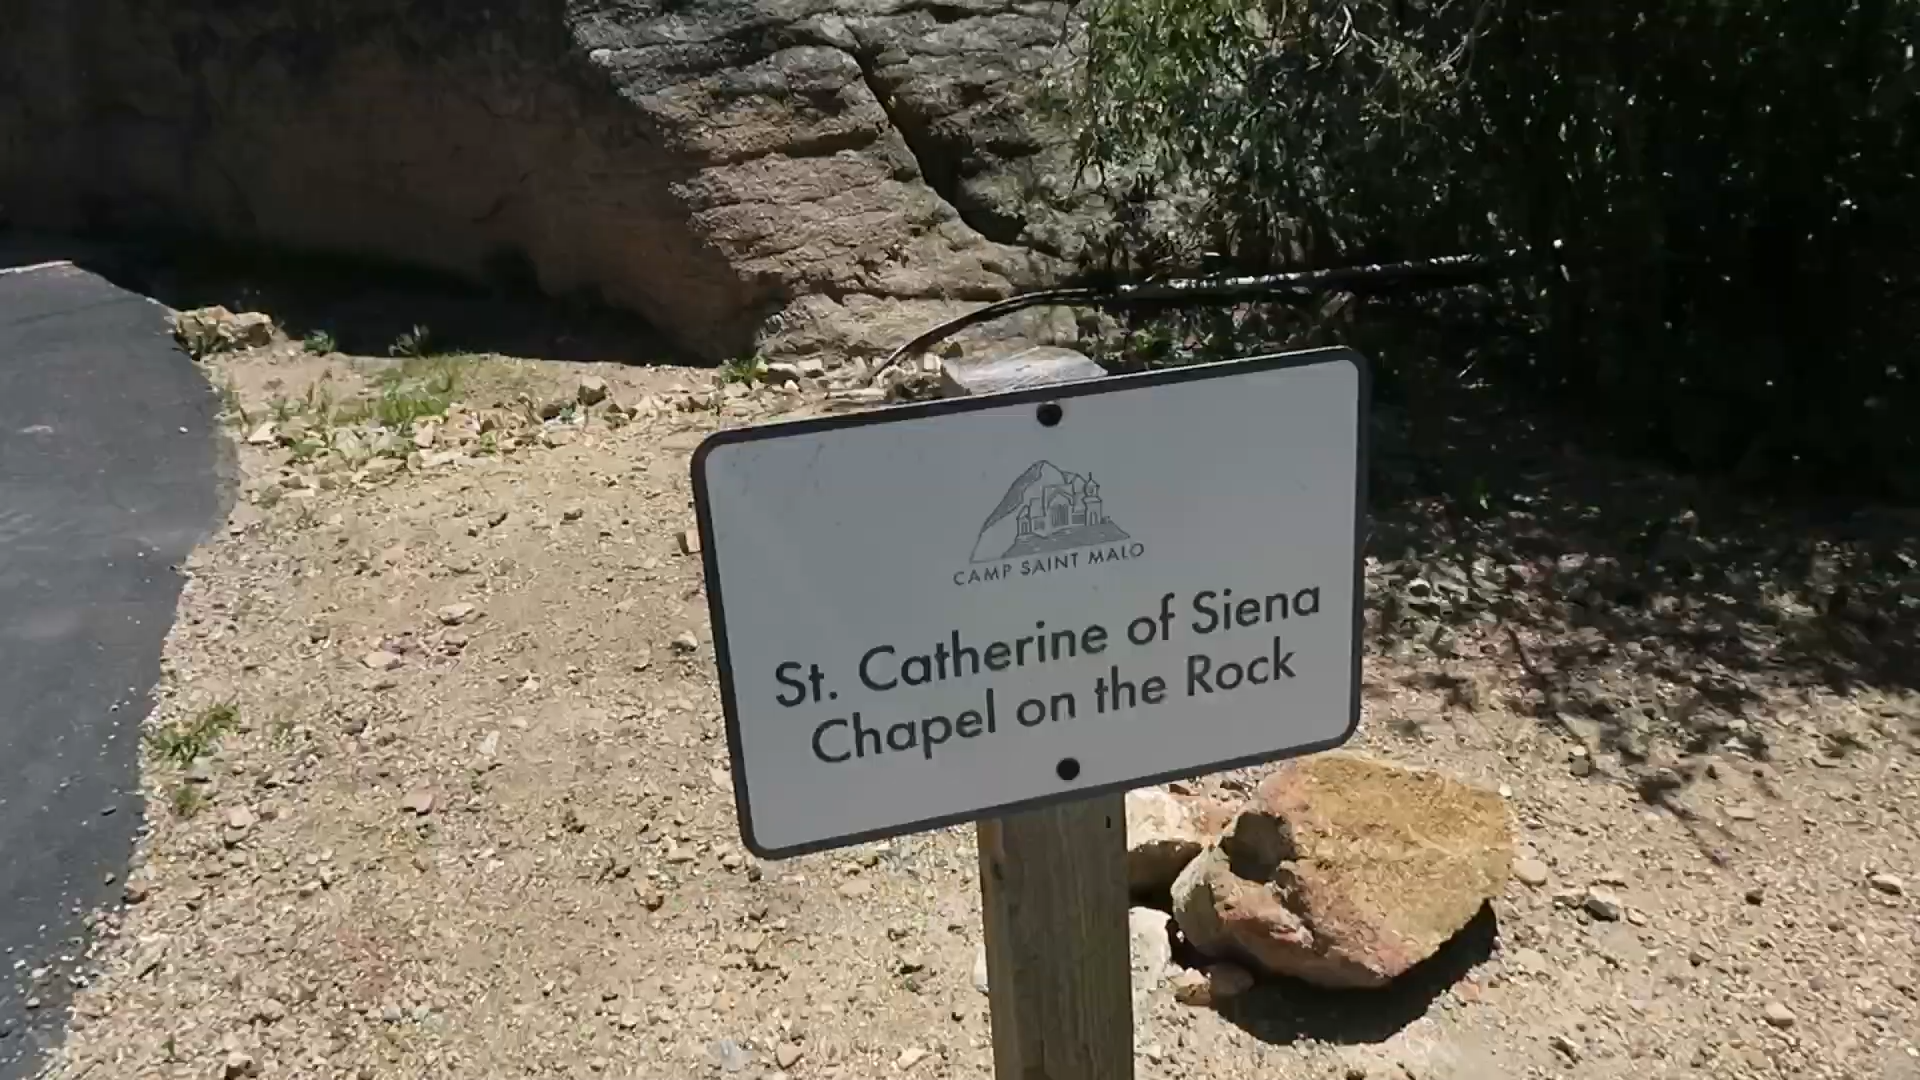 CAMP SAINT MALO
St. Catherine of Siena
Chapel on the Rock